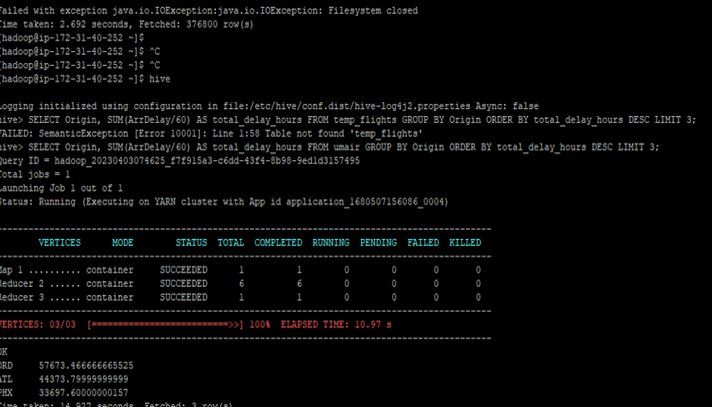 Failed with exception java.io.IOException:java.io.IOException: Filesystem closed
Time taken: 2.692 seconds, Fetched: 376800 row(s)
[hadoop@ip-172-31-40-252 ~]$
[hadoop@ip-172-31-40-252 ~]$ ^C
[hadoop@ip-172-31-40-252 ~]$ ^C
[hadoop@ip-172-31-40-252 ~]$ hive
Logging initialized using configuration in file:/etc/hive/conf.dist/hive-log4j2.properties Async: false
hive> SELECT Origin, SUM(ArrDelay/60) AS total_delay_hours FROM temp_flights GROUP BY Origin ORDER BY total_delay_hours DESC LIMIT 3;
FAILED: SemanticException [Error 10001]: Line 1:58 Table not found 'temp_flights'
hive> SELECT Origin, SUM(ArrDelay/60) AS total_delay_hours FROM umair GROUP BY Origin ORDER BY total_delay_hours DESC LIMIT 3;
Query ID = hadoop_20230403074625_f7f915a3-c6dd-43f4-8b98-9ed1d3157495
Total jobs = 1
Launching Job 1 out of 1
Status: Running (Executing on YARN cluster with App id application_1680507156086_0004)
----------------------------------------------------------------------------------------------
VERTICES MODE STATUS TOTAL COMPLETED RUNNING PENDING FAILED KILLED
----------------------------------------------------------------------------------------------
Map 1 .......... container SUCCEEDED 1 1 0 0 0 0
Reducer 2 ...... container SUCCEEDED 6 6 0 0 0 0
Reducer 3 ...... container SUCCEEDED 1 1 0 0 0 0
----------------------------------------------------------------------------------------------
VERTICES: 03/03 [==========================>>] 100% ELAPSED TIME: 10.97 s
----------------------------------------------------------------------------------------------
OK
ORD 57673.466666665525
ATL 44373.79999999999
PHX 33697.60000000157
Time taken: 14.927 seconds, Fetched: 3 row(s)